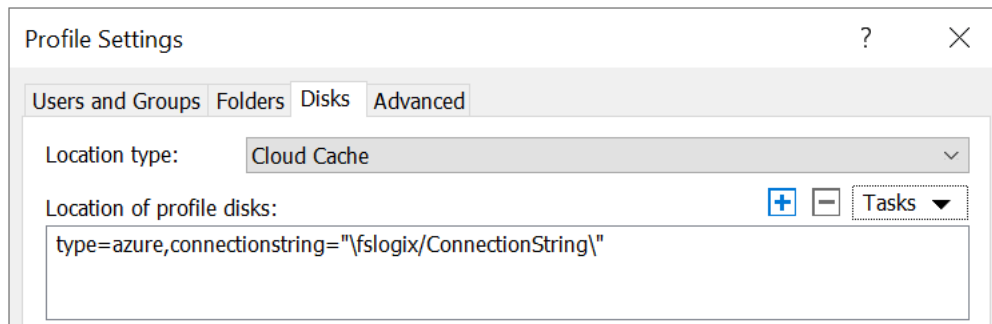 Profile Settings ?
Users and Groups Folders Disks Advanced
Location type: Cloud Cache
Location of profile disks: Tasks
type=azure,connectionstring="\fslogix/ConnectionString\"